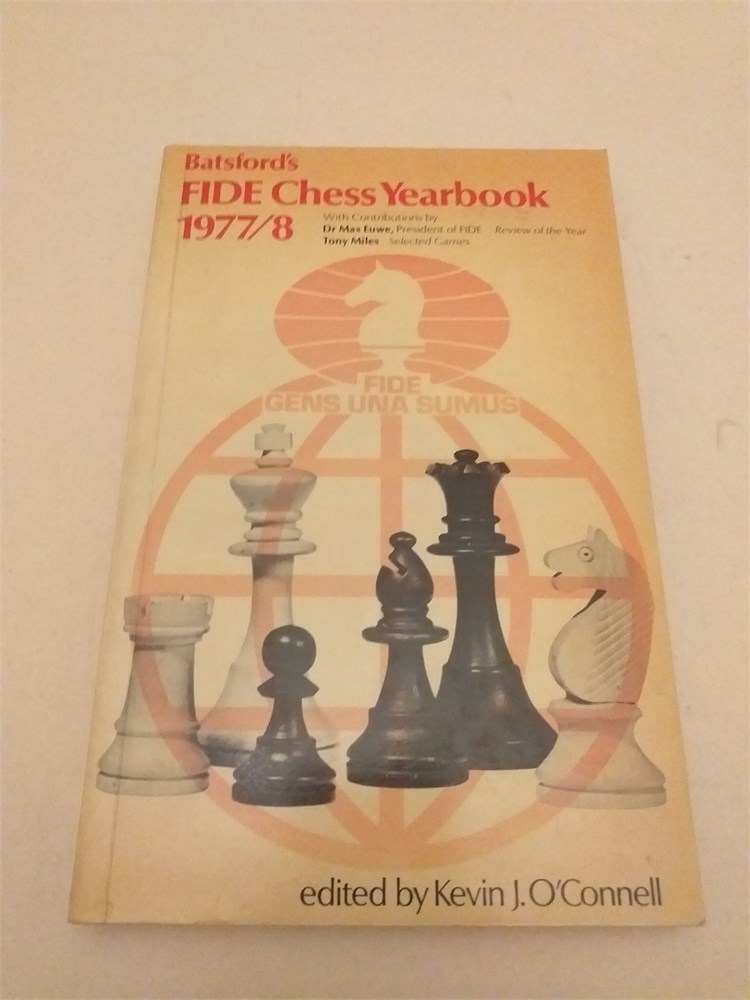 Batsford's
FIDE Chess Yearbook
1977/8
With Contributions by
Dr Max Euwe, President of FIDE Review of the Year
Tony Miles Selected Games
FIDE
GENS UNA SUMUS
edited by Kevin J. O'Connell